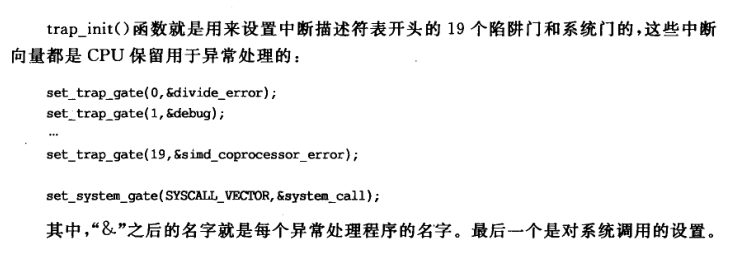 trap_init()函数就是用来设置中断描述符表开头的 19 个陷阱门和系统门的,这些中断
向量都是 CPU 保留用于异常处理的:
set_trap_gate(0,&divide_error);
set_trap_gate(1,&debug);
…
set_trap_gate(19,&simd_coprocessor_error);
set_system_gate(SYSCALL_VECTOR,&system_call);
其中,“&”之后的名字就是每个异常处理程序的名字。最后一个是对系统调用的设置。